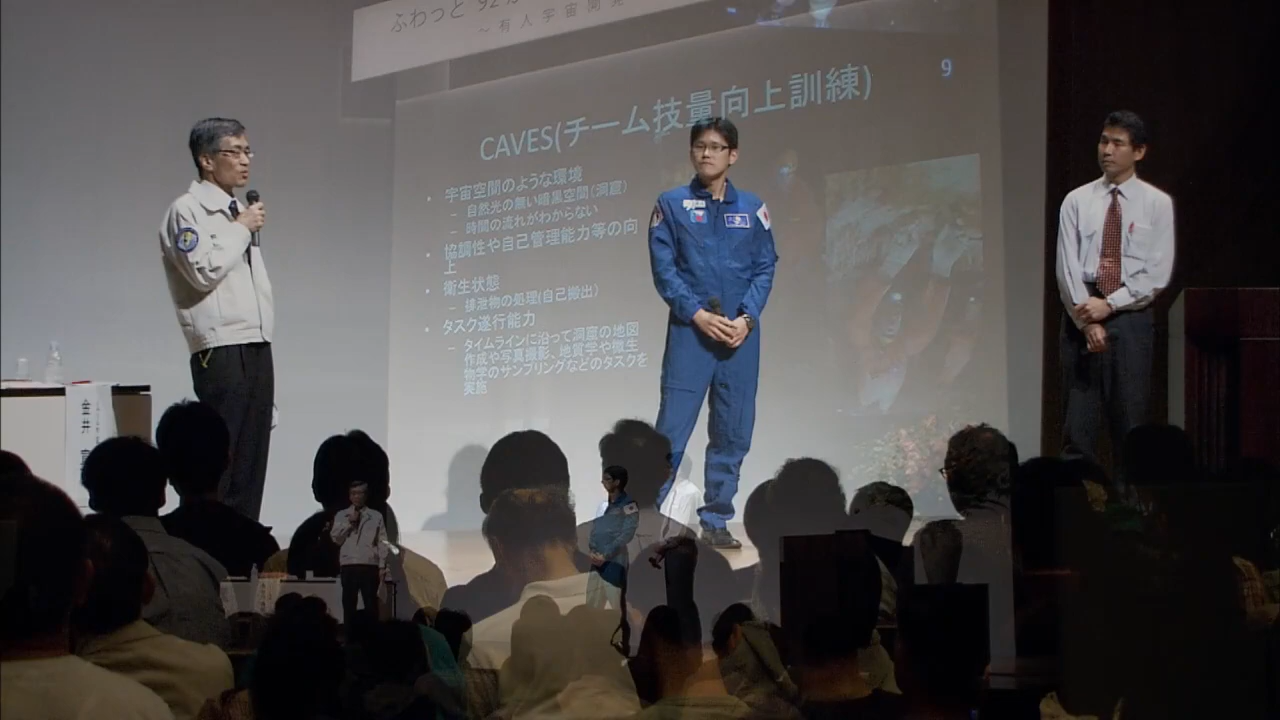 ふわっと '92
～有人宇宙開発
9
CAVES(チーム技量向上訓練)
• 宇宙空間のような環境
– 自然光の無い暗黒空間(洞窟)
– 時間の流れがわからない
• 協調性や自己管理能力等の向
上
• 衛生状態
– 排泄物の処理(自己搬出)
• タスク遂行能力
– タイムラインに沿って洞窟の地図
作成や写真撮影、地質学や微生
物学のサンプリングなどのタスクを
実施
金井